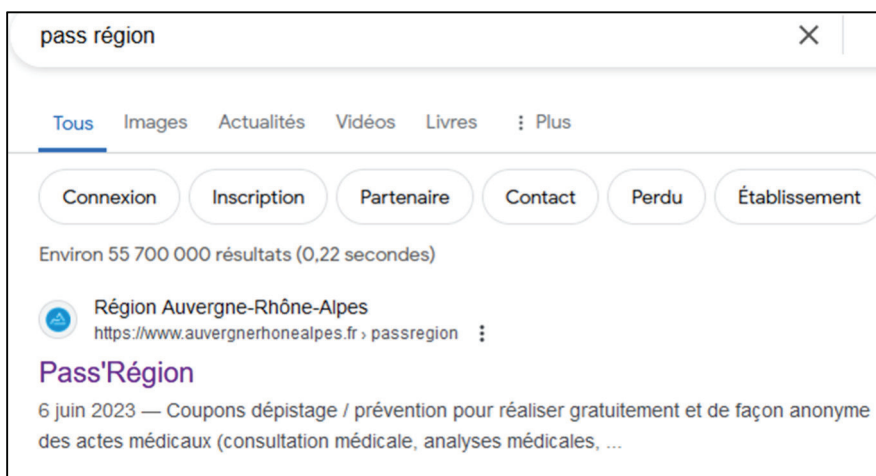 pass région
Tous Images Actualités Vidéos Livres Plus
Connexion Inscription Partenaire Contact Perdu Établissement
Environ 55 700 000 résultats (0,22 secondes)
Région Auvergne-Rhône-Alpes
https://www.auvergnerhonealpes.fr › passregion
Pass'Région
6 juin 2023 — Coupons dépistage / prévention pour réaliser gratuitement et de façon anonyme
des actes médicaux (consultation médicale, analyses médicales, ...